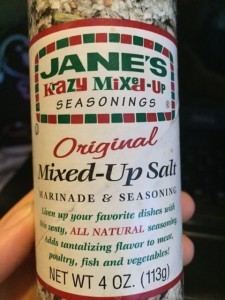 JANE'S
Krazy Mixed-Up
SEASONINGS ®
Original
Mixed-Up Salt
MARINADE & SEASONING
Liven up your favorite dishes with
this zesty, ALL NATURAL seasoning.
Adds tantalizing flavor to meat,
poultry, fish and vegetables!
NET WT 4 OZ. (113g)